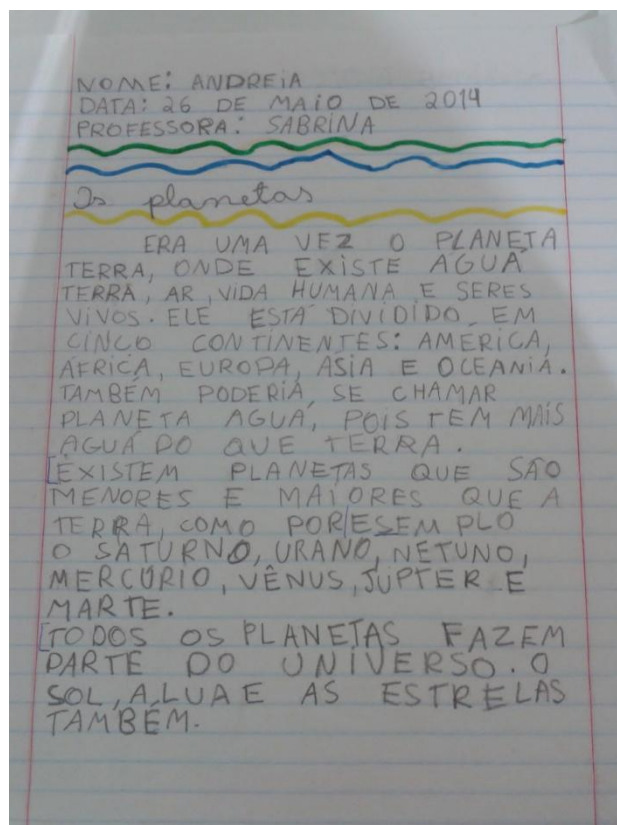 NOME: ANDREIA
DATA: 26 DE MAIO DE 2014
PROFESSORA: SABRINA
Os planetas
ERA UMA VEZ O PLANETA
TERRA, ONDE EXISTE ÁGUA
TERRA, AR, VIDA HUMANA E SERES
VIVOS. ELE ESTÁ DIVIDIDO EM
CINCO CONTINENTES: AMÉRICA,
ÁFRICA, EUROPA, ÁSIA E OCEANIA.
TAMBÉM PODERIA SE CHAMAR
PLANETA ÁGUA, POIS TEM MAIS
ÁGUA DO QUE TERRA.
[EXISTEM PLANETAS QUE SÃO
MENORES E MAIORES QUE A
TERRA, COMO POR/ESEMPLO
O SATURNO, URANO, NETUNO,
MERCÚRIO, VÊNUS, JUPTER E
MARTE.
[TODOS OS PLANETAS FAZEM
PARTE DO UNIVERSO. O
SOL, A LUA E AS ESTRELAS
TAMBÉM.